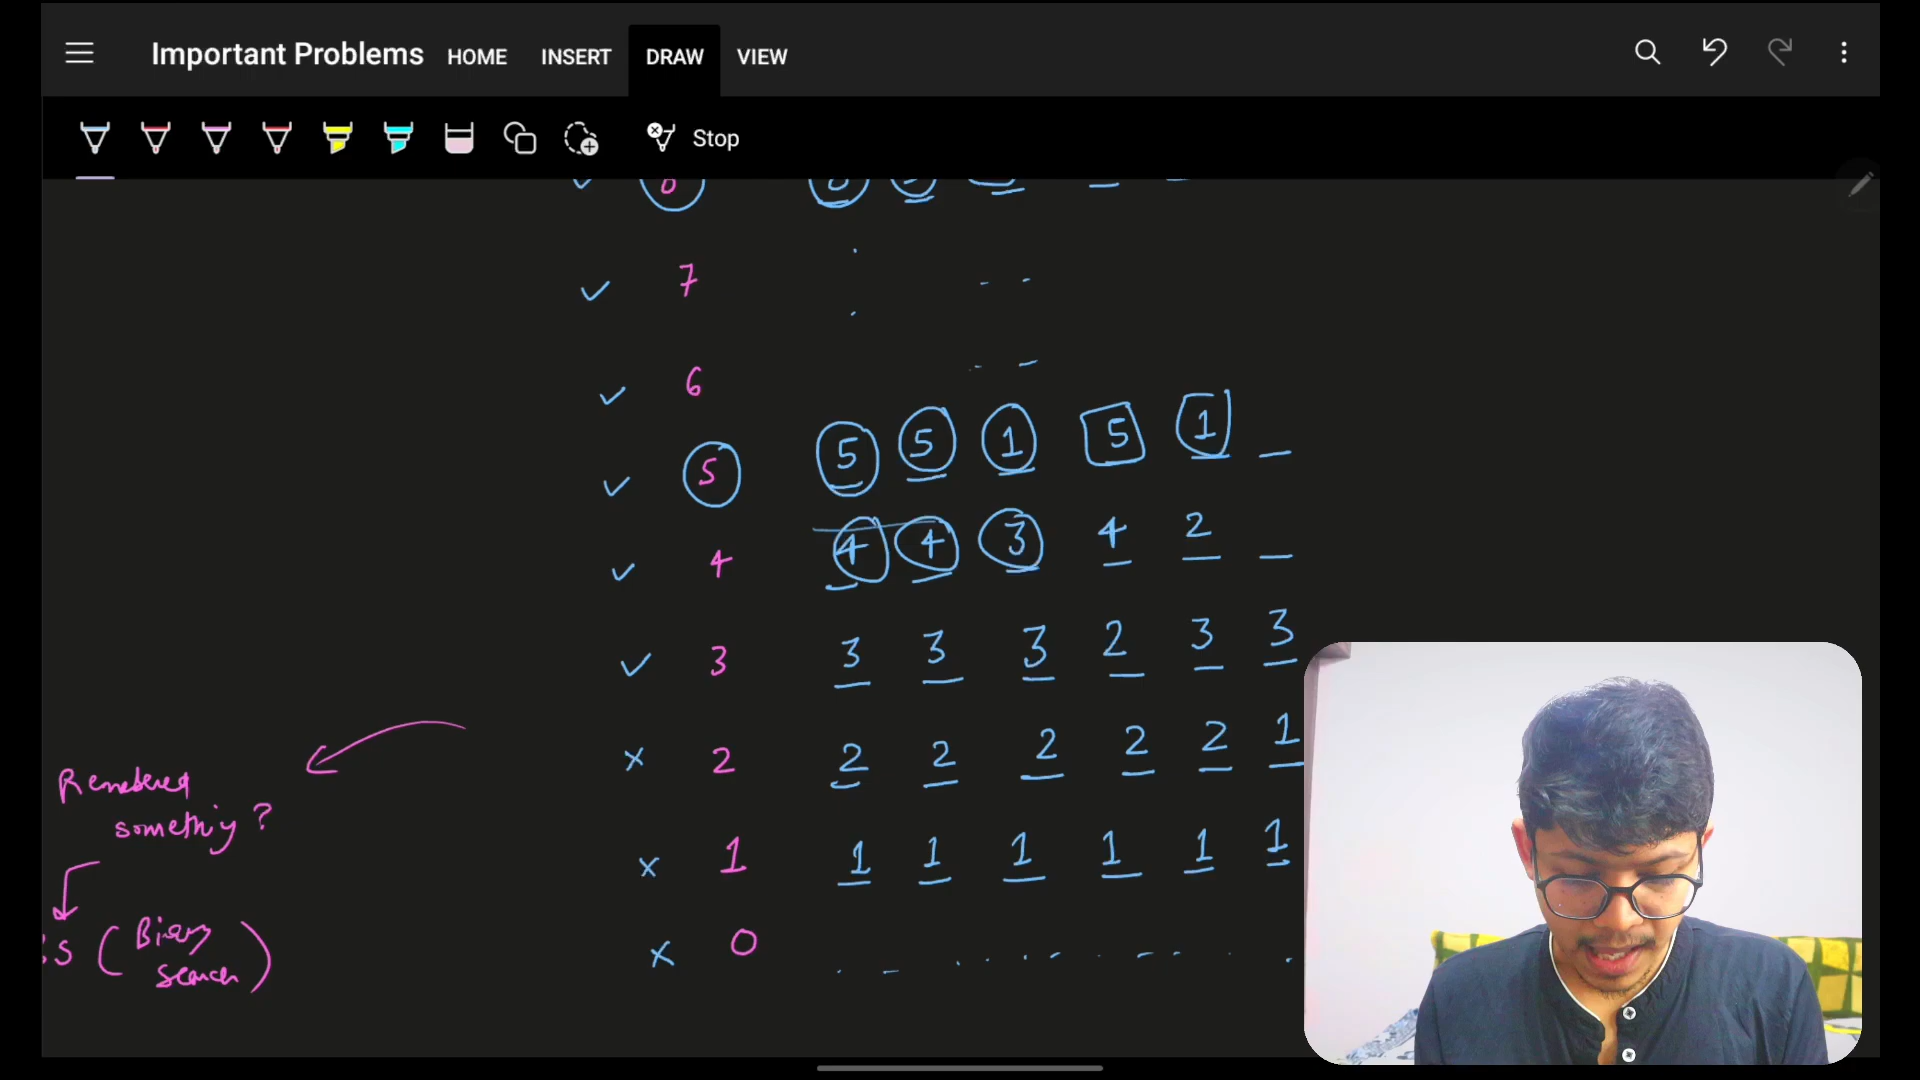 Important Problems HOME INSERT DRAW VIEW
Stop
✓ 7
✓ 6
✓ 5 5 5 1 5 1 _
✓ 4 4 4 3 4 2 _
✓ 3 3 3 3 2 3 3
x 2 2 2 2 2 2 1
x 1 1 1 1 1 1 1
x 0
something?
(Binary
search)